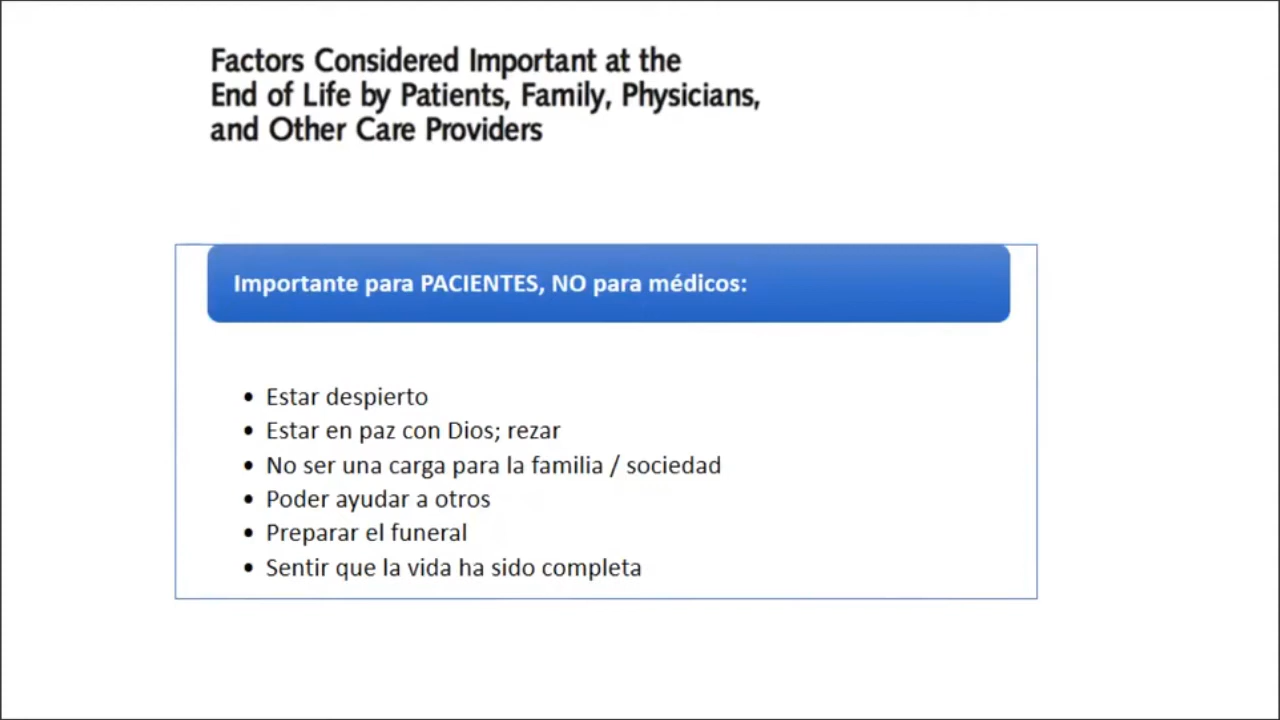 Factors Considered Important at the
End of Life by Patients, Family, Physicians,
and Other Care Providers
Importante para PACIENTES, NO para médicos:
• Estar despierto
• Estar en paz con Dios; rezar
• No ser una carga para la familia / sociedad
• Poder ayudar a otros
• Preparar el funeral
• Sentir que la vida ha sido completa